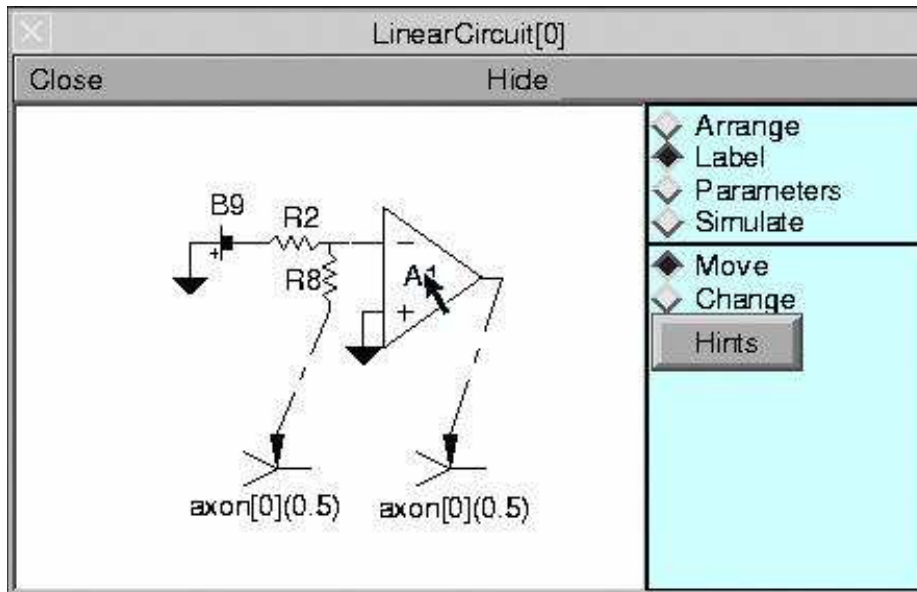 LinearCircuit[0]
Close
Hide
Arrange
Label
Parameters
Simulate
Move
Change
Hints
B9
+
R2
R8
−
A1
+
axon[0](0.5)
axon[0](0.5)